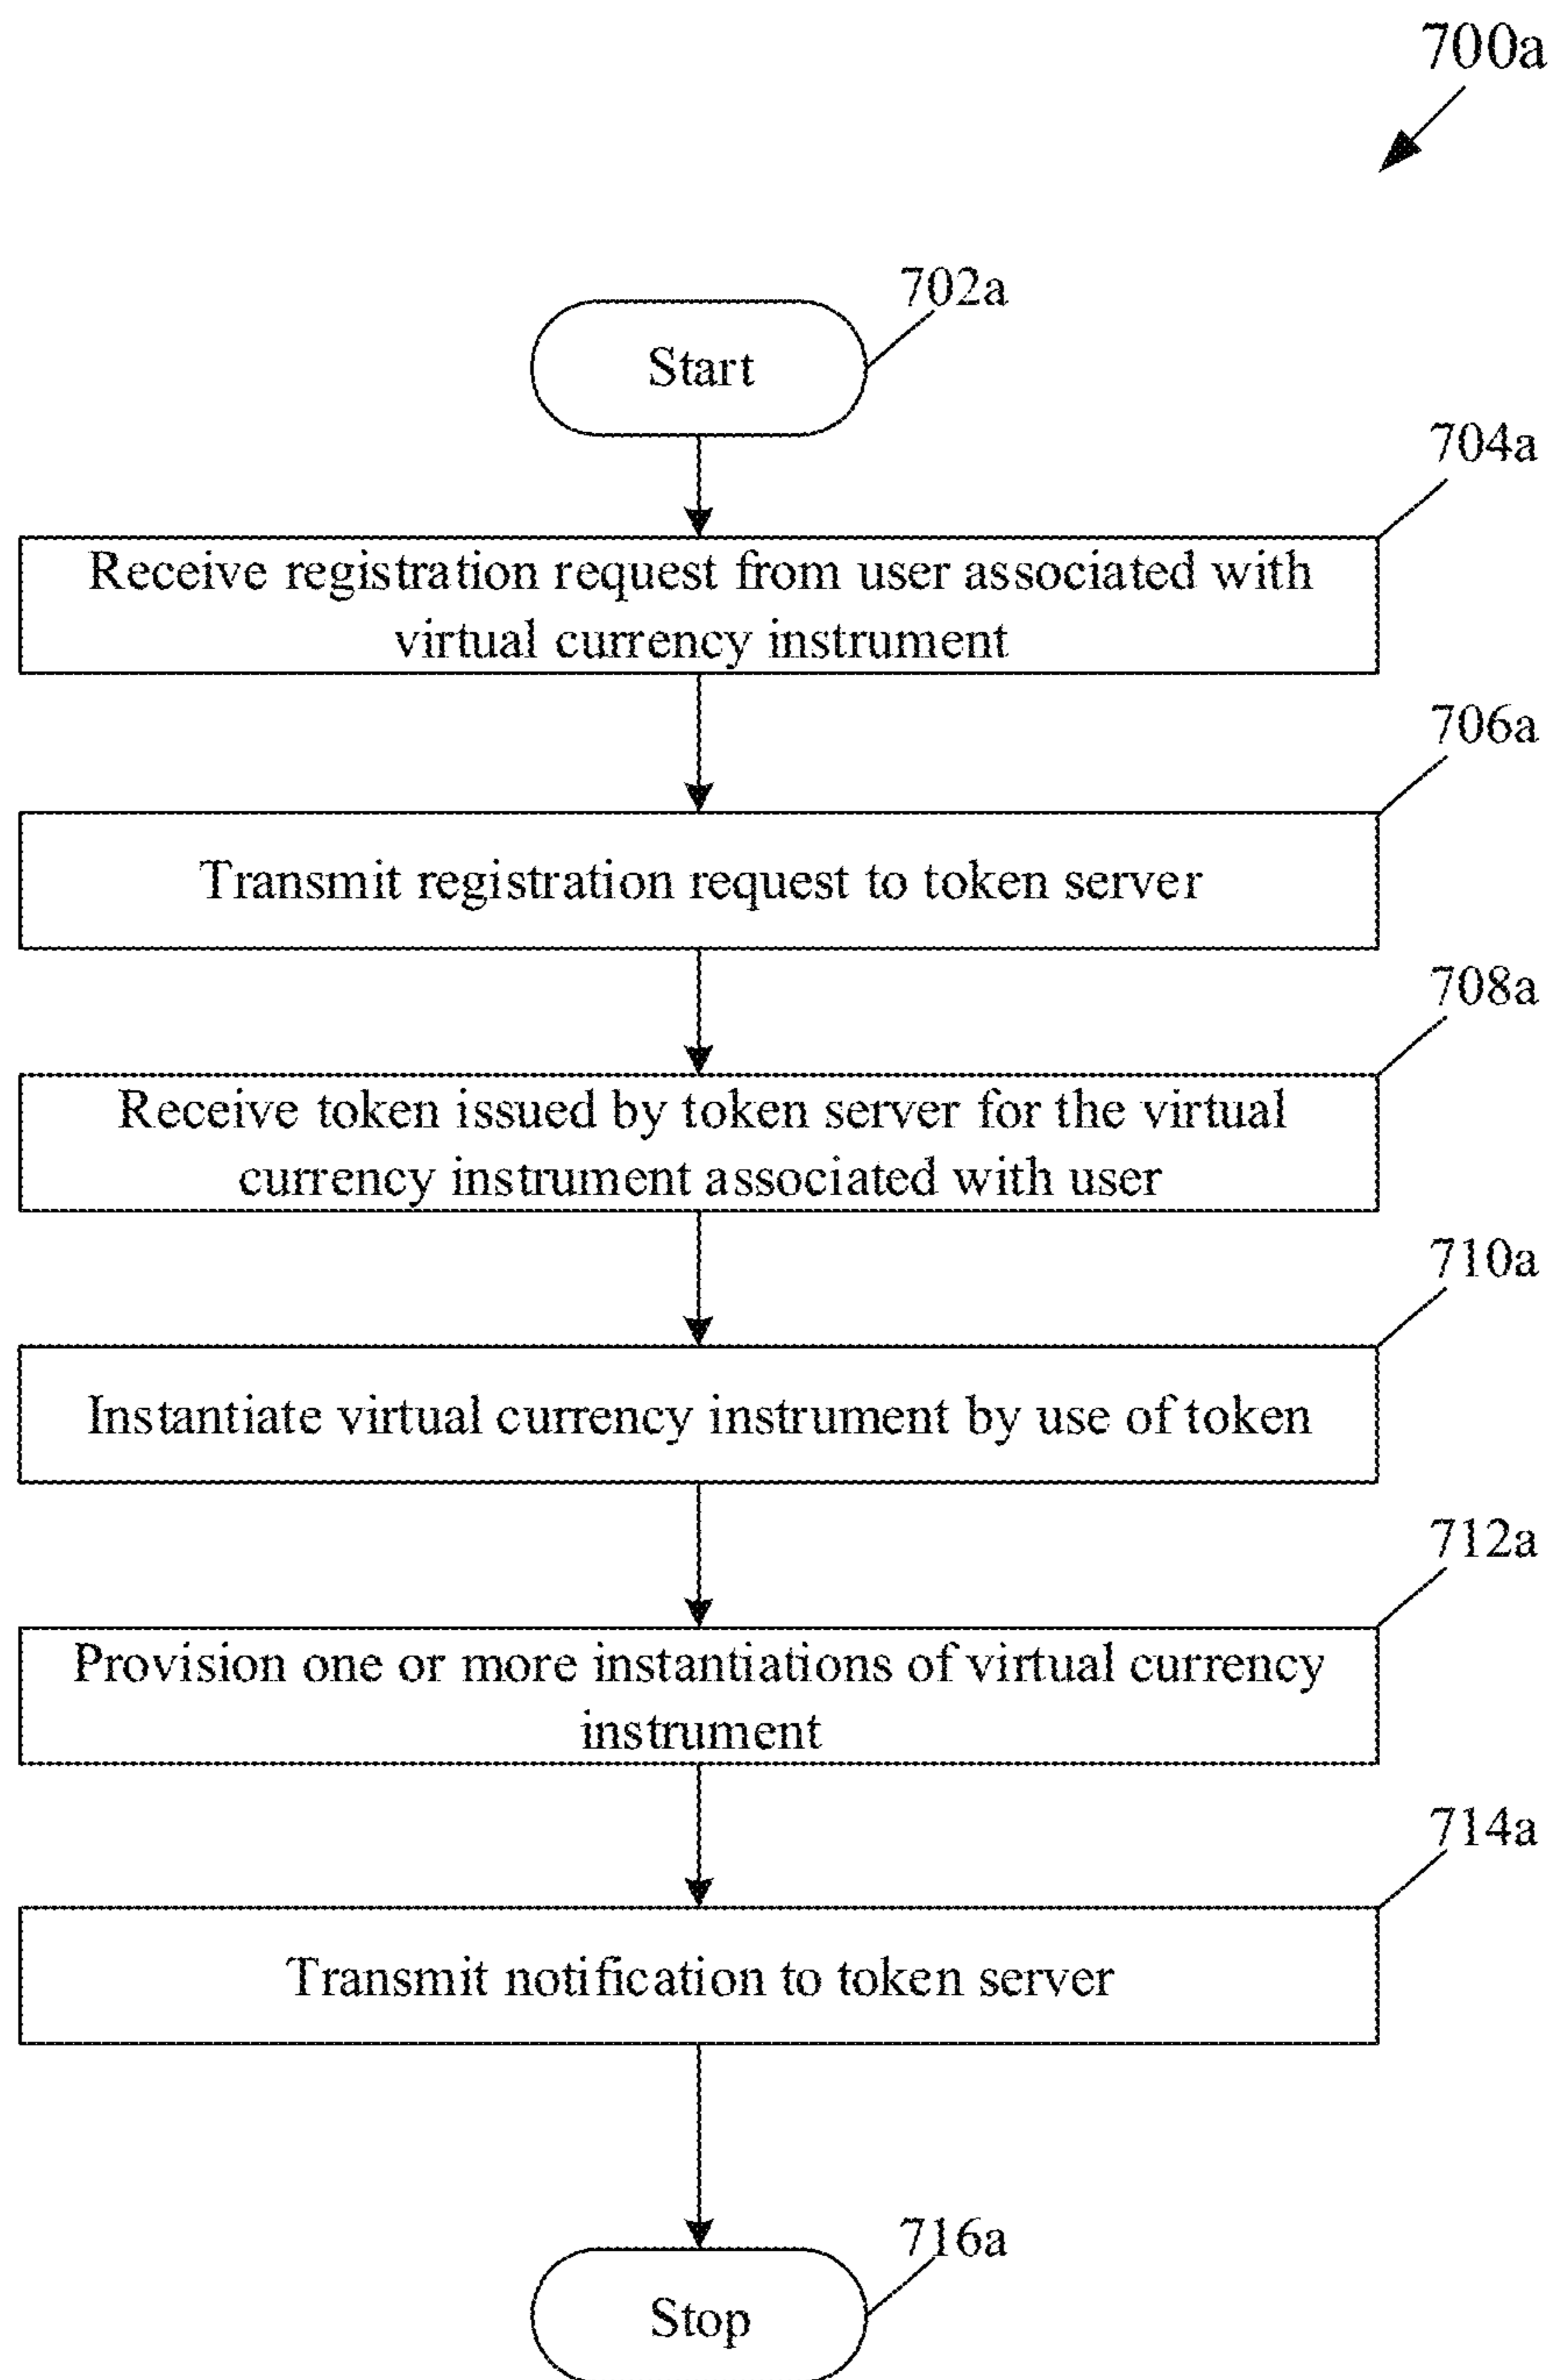 700a
702a
Start
704a
Receive registration request from user associated with
virtual currency instrument
706a
Transmit registration request to token server
708a
Receive token issued by token server for the virtual
currency instrument associated with user
710a
Instantiate virtual currency instrument by use of token
712a
Provision one or more instantiations of virtual currency
instrument
714a
Transmit notification to token server
716a
Stop